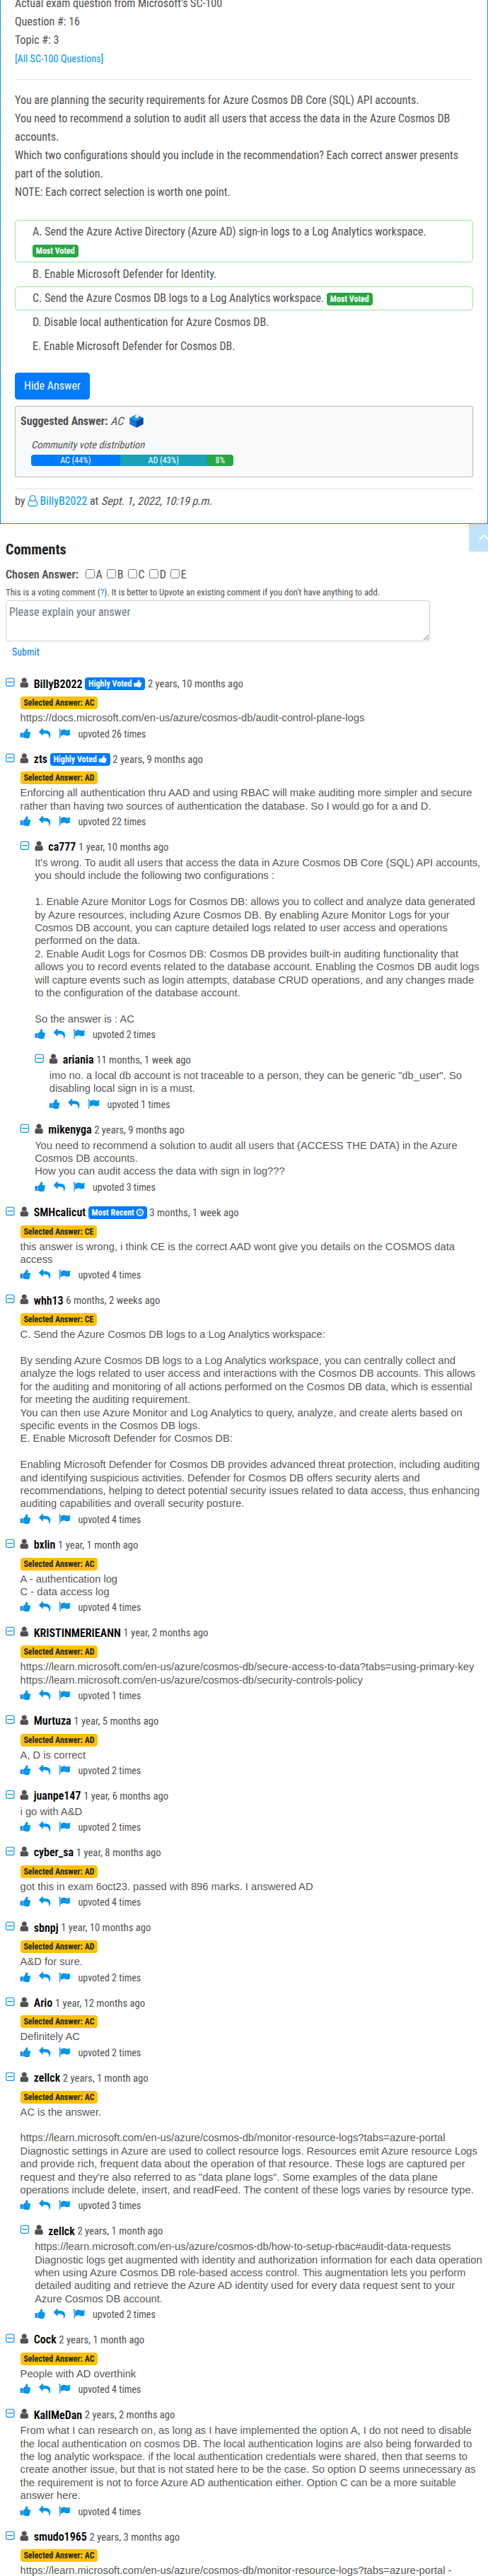 Actual exam question from Microsoft's SC-100
Question #: 16
Topic #: 3
[All SC-100 Questions]
You are planning the security requirements for Azure Cosmos DB Core (SQL) API accounts.
You need to recommend a solution to audit all users that access the data in the Azure Cosmos DB
accounts.
Which two configurations should you include in the recommendation? Each correct answer presents
part of the solution.
NOTE: Each correct selection is worth one point.
A. Send the Azure Active Directory (Azure AD) sign-in logs to a Log Analytics workspace.
Most Voted
B. Enable Microsoft Defender for Identity.
C. Send the Azure Cosmos DB logs to a Log Analytics workspace. Most Voted
D. Disable local authentication for Azure Cosmos DB.
E. Enable Microsoft Defender for Cosmos DB.
Hide Answer
Suggested Answer: AC
Community vote distribution
AC (44%) AD (43%) 8%
by BillyB2022 at Sept. 1, 2022, 10:19 p.m.
Comments
Chosen Answer: A B C D E
This is a voting comment (?). It is better to Upvote an existing comment if you don't have anything to add.
Please explain your answer
Submit
BillyB2022 Highly Voted 2 years, 10 months ago
Selected Answer: AC
https://docs.microsoft.com/en-us/azure/cosmos-db/audit-control-plane-logs
upvoted 26 times
zts Highly Voted 2 years, 9 months ago
Selected Answer: AD
Enforcing all authentication thru AAD and using RBAC will make auditing more simpler and secure
rather than having two sources of authentication the database. So I would go for a and D.
upvoted 22 times
ca777 1 year, 10 months ago
It's wrong. To audit all users that access the data in Azure Cosmos DB Core (SQL) API accounts,
you should include the following two configurations :
1. Enable Azure Monitor Logs for Cosmos DB: allows you to collect and analyze data generated
by Azure resources, including Azure Cosmos DB. By enabling Azure Monitor Logs for your
Cosmos DB account, you can capture detailed logs related to user access and operations
performed on the data.
2. Enable Audit Logs for Cosmos DB: Cosmos DB provides built-in auditing functionality that
allows you to record events related to the database account. Enabling the Cosmos DB audit logs
will capture events such as login attempts, database CRUD operations, and any changes made
to the configuration of the database account.
So the answer is : AC
upvoted 2 times
ariania 11 months, 1 week ago
imo no. a local db account is not traceable to a person, they can be generic "db_user". So
disabling local sign in is a must.
upvoted 1 times
mikenyga 2 years, 9 months ago
You need to recommend a solution to audit all users that (ACCESS THE DATA) in the Azure
Cosmos DB accounts.
How you can audit access the data with sign in log???
upvoted 3 times
SMHcalicut Most Recent 3 months, 1 week ago
Selected Answer: CE
this answer is wrong, i think CE is the correct AAD wont give you details on the COSMOS data
access
upvoted 4 times
whh13 6 months, 2 weeks ago
Selected Answer: CE
C. Send the Azure Cosmos DB logs to a Log Analytics workspace:
By sending Azure Cosmos DB logs to a Log Analytics workspace, you can centrally collect and
analyze the logs related to user access and interactions with the Cosmos DB accounts. This allows
for the auditing and monitoring of all actions performed on the Cosmos DB data, which is essential
for meeting the auditing requirement.
You can then use Azure Monitor and Log Analytics to query, analyze, and create alerts based on
specific events in the Cosmos DB logs.
E. Enable Microsoft Defender for Cosmos DB:
Enabling Microsoft Defender for Cosmos DB provides advanced threat protection, including auditing
and identifying suspicious activities. Defender for Cosmos DB offers security alerts and
recommendations, helping to detect potential security issues related to data access, thus enhancing
auditing capabilities and overall security posture.
upvoted 4 times
bxlin 1 year, 1 month ago
Selected Answer: AC
A - authentication log
C - data access log
upvoted 4 times
KRISTINMERIEANN 1 year, 2 months ago
Selected Answer: AD
https://learn.microsoft.com/en-us/azure/cosmos-db/secure-access-to-data?tabs=using-primary-key
https://learn.microsoft.com/en-us/azure/cosmos-db/security-controls-policy
upvoted 1 times
Murtuza 1 year, 5 months ago
Selected Answer: AD
A, D is correct
upvoted 2 times
juanpe147 1 year, 6 months ago
i go with A&D
upvoted 2 times
cyber_sa 1 year, 8 months ago
Selected Answer: AD
got this in exam 6oct23. passed with 896 marks. I answered AD
upvoted 4 times
sbnpj 1 year, 10 months ago
Selected Answer: AD
A&D for sure.
upvoted 2 times
Ario 1 year, 12 months ago
Selected Answer: AC
Definitely AC
upvoted 2 times
zellck 2 years, 1 month ago
Selected Answer: AC
AC is the answer.
https://learn.microsoft.com/en-us/azure/cosmos-db/monitor-resource-logs?tabs=azure-portal
Diagnostic settings in Azure are used to collect resource logs. Resources emit Azure resource Logs
and provide rich, frequent data about the operation of that resource. These logs are captured per
request and they're also referred to as "data plane logs". Some examples of the data plane
operations include delete, insert, and readFeed. The content of these logs varies by resource type.
upvoted 3 times
zellck 2 years, 1 month ago
https://learn.microsoft.com/en-us/azure/cosmos-db/how-to-setup-rbac#audit-data-requests
Diagnostic logs get augmented with identity and authorization information for each data operation
when using Azure Cosmos DB role-based access control. This augmentation lets you perform
detailed auditing and retrieve the Azure AD identity used for every data request sent to your
Azure Cosmos DB account.
upvoted 2 times
Cock 2 years, 1 month ago
Selected Answer: AC
People with AD overthink
upvoted 4 times
KallMeDan 2 years, 2 months ago
From what I can research on, as long as I have implemented the option A, I do not need to disable
the local authentication on cosmos DB. The local authentication logins are also being forwarded to
the log analytic workspace. if the local authentication credentials were shared, then that seems to
create another issue, but that is not stated here to be the case. So option D seems unnecessary as
the requirement is not to force Azure AD authentication either. Option C can be a more suitable
answer here.
upvoted 4 times
smudo1965 2 years, 3 months ago
Selected Answer: AC
https://learn.microsoft.com/en-us/azure/cosmos-db/monitor-resource-logs?tabs=azure-portal -